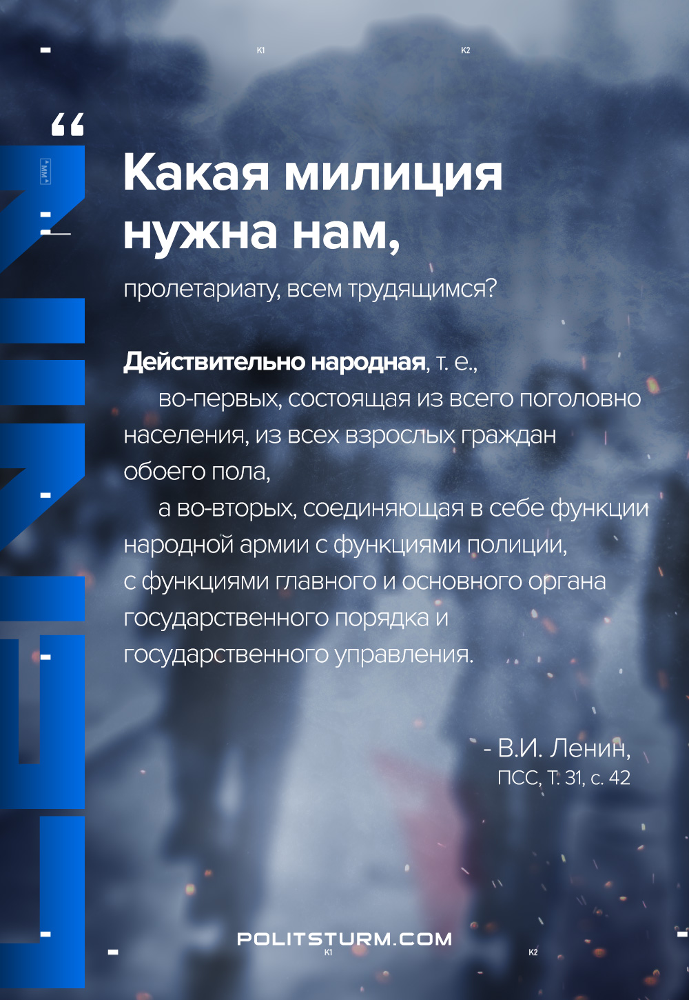 K1 K2
“
MM
LENIN
Какая милиция
нужна нам,
пролетариату, всем трудящимся?
Действительно народная, т. е.,
во-первых, состоящая из всего поголовно
населения, из всех взрослых граждан
обоего пола,
а во-вторых, соединяющая в себе функции
народной армии с функциями полиции,
с функциями главного и основного органа
государственного порядка и
государственного управления.
- В.И. Ленин,
ПСС, Т. 31, с. 42
POLITSTURM.COM
K1 K2